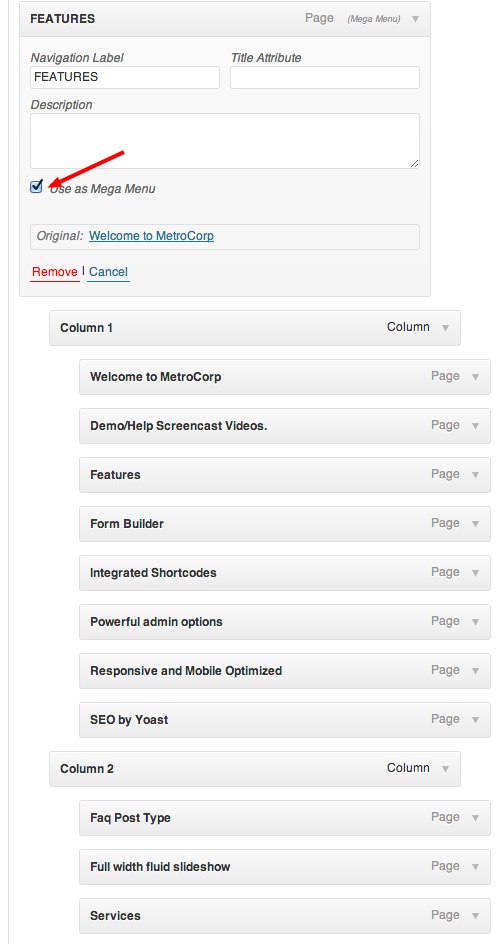 FEATURES Page (Mega Menu)
Navigation Label Title Attribute
FEATURES
Description
Use as Mega Menu
Original: Welcome to MetroCorp
Remove | Cancel
Column 1 Column
Welcome to MetroCorp Page
Demo/Help Screencast Videos. Page
Features Page
Form Builder Page
Integrated Shortcodes Page
Powerful admin options Page
Responsive and Mobile Optimized Page
SEO by Yoast Page
Column 2 Column
Faq Post Type Page
Full width fluid slideshow Page
Services Page